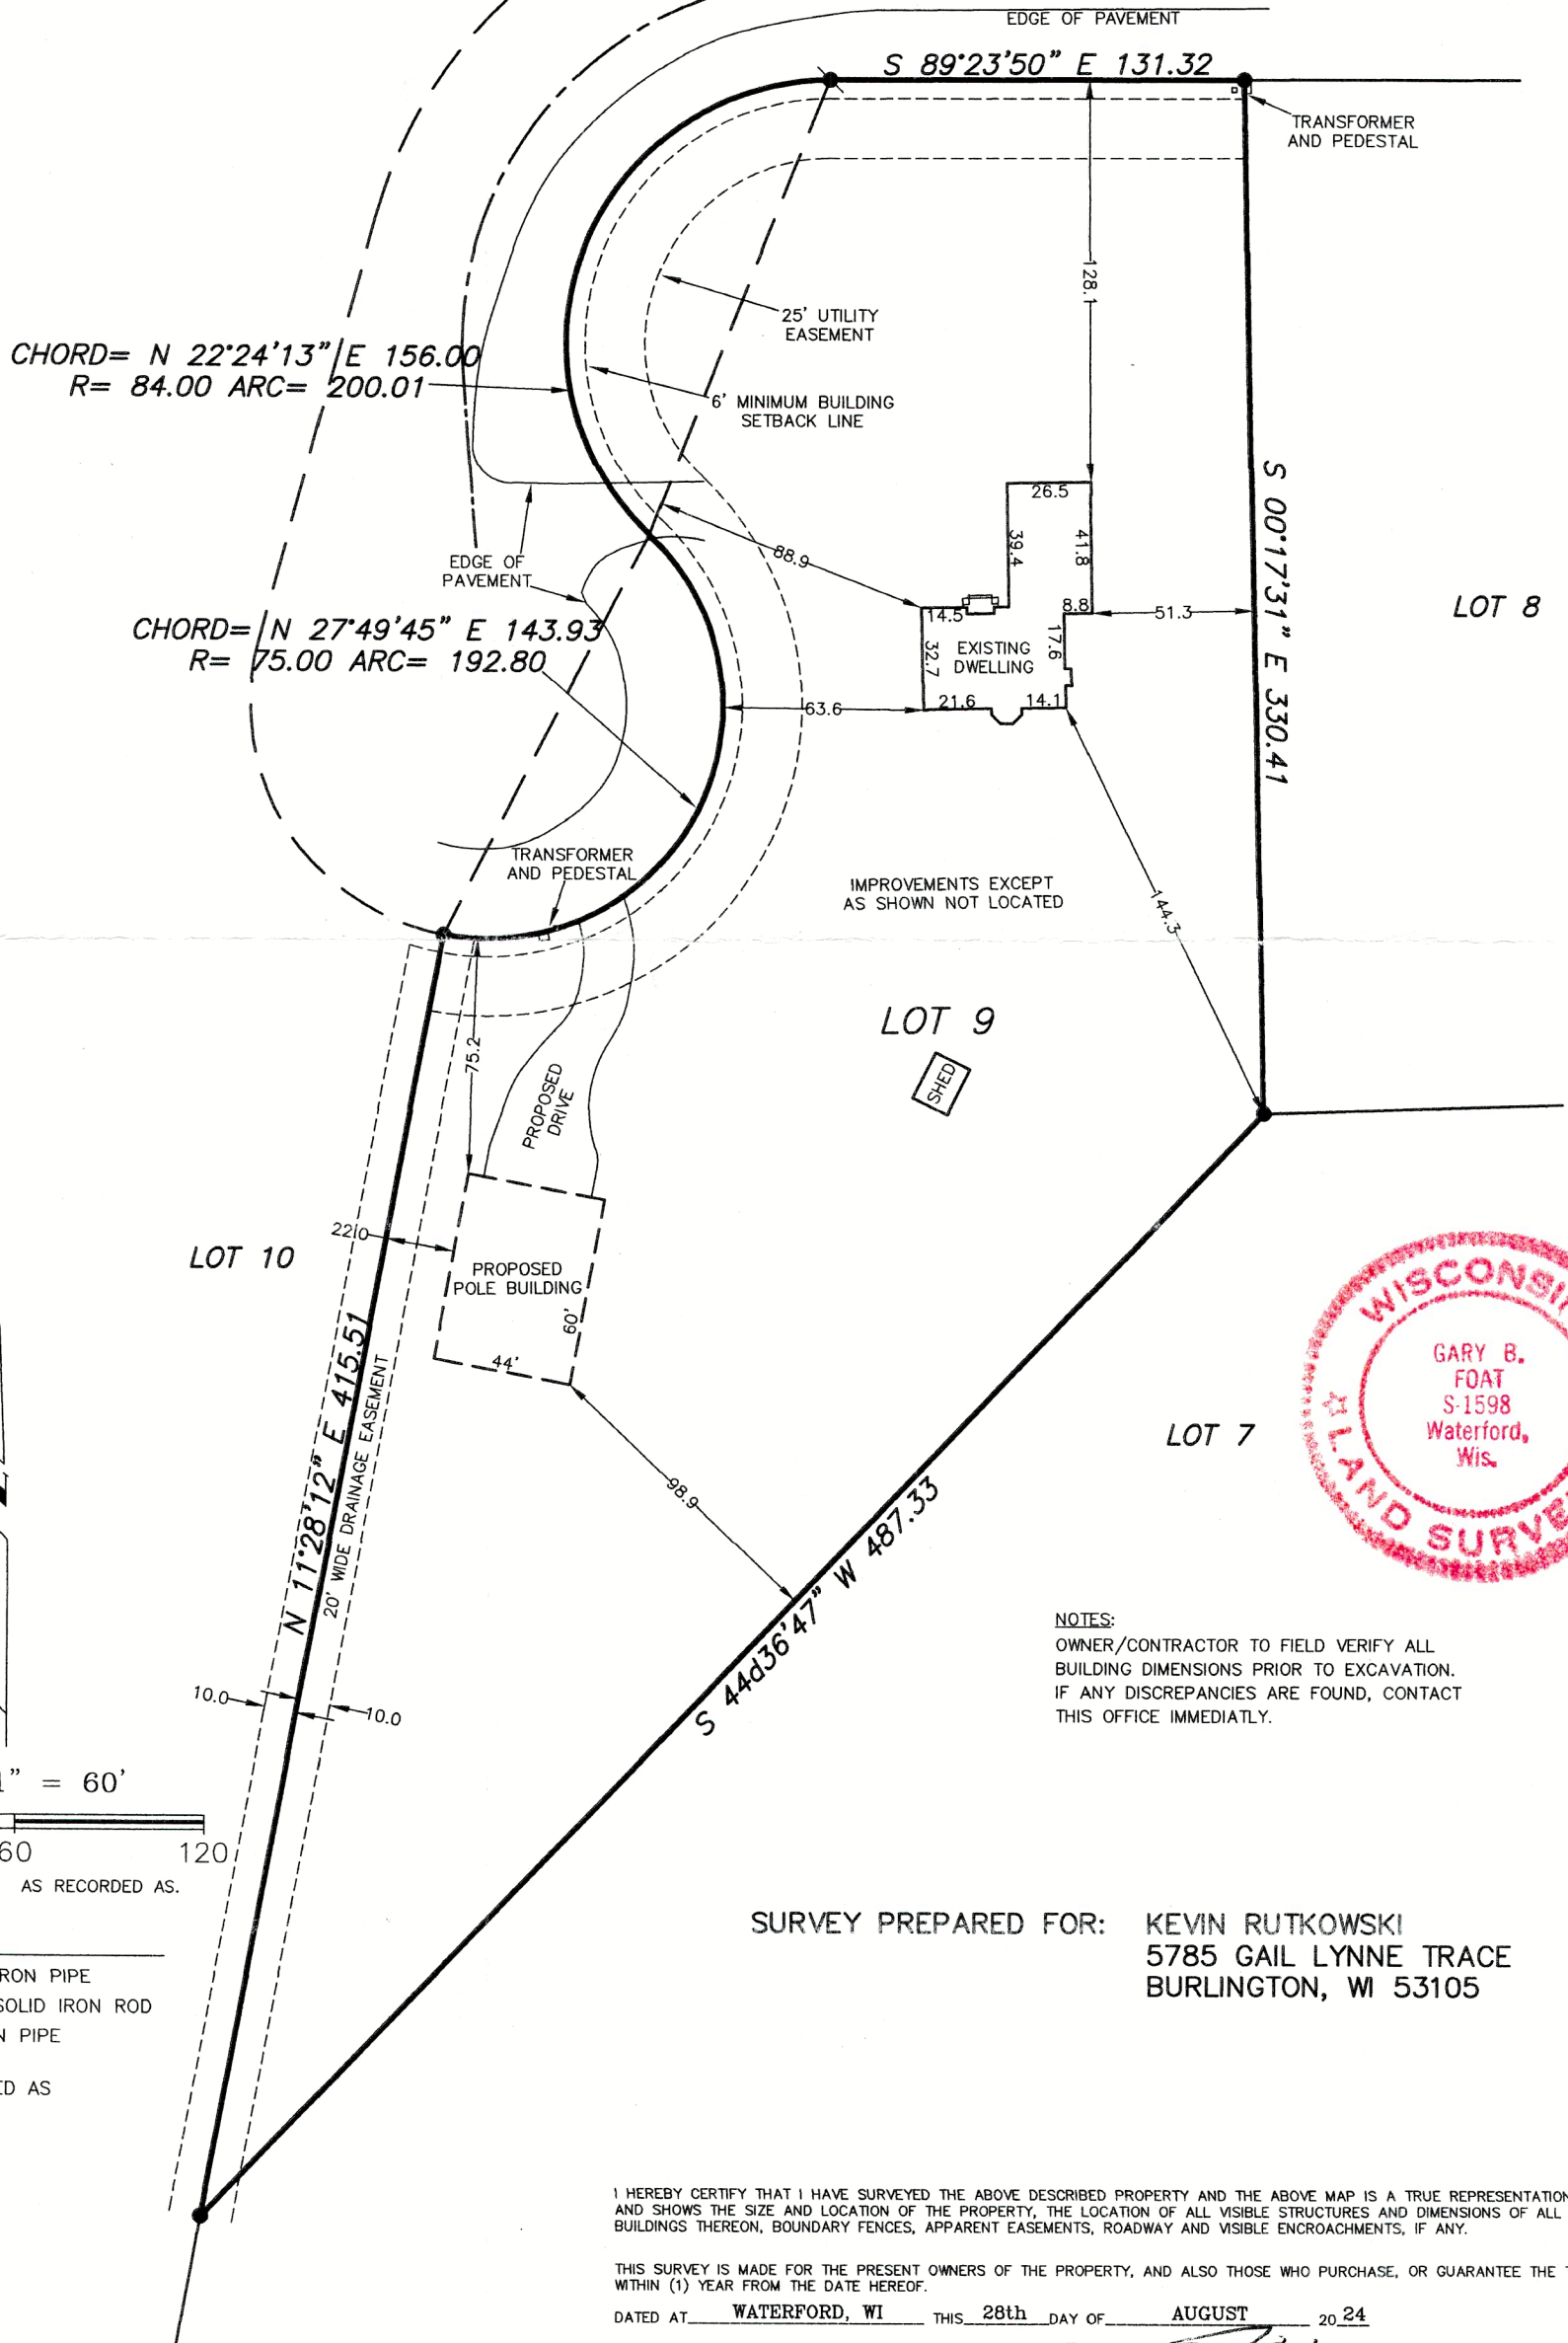 EDGE OF PAVEMENT
S 89°23'50" E 131.32
TRANSFORMER
AND PEDESTAL
128.1
25' UTILITY
EASEMENT
CHORD= N 22°24'13" E 156.00
R= 84.00 ARC= 200.01
6' MINIMUM BUILDING
SETBACK LINE
S 00°17'31" E 330.41
26.5
39.4
41.8
88.9
EDGE OF
PAVEMENT
14.5
8.8
51.3
LOT 8
CHORD= N 27°49'45" E 143.93
R= 75.00 ARC= 192.80
32.7
EXISTING
DWELLING
17.6
21.6
14.1
63.6
TRANSFORMER
AND PEDESTAL
IMPROVEMENTS EXCEPT
AS SHOWN NOT LOCATED
144.3
LOT 9
SHED
75.2
PROPOSED
DRIVE
22.0
LOT 10
PROPOSED
POLE BUILDING
60'
44'
N 11°28'12" E 415.51
20' WIDE DRAINAGE EASEMENT
98.9
LOT 7
WISCONSI
GARY B.
FOAT
S-1598
Waterford,
Wis.
LAND SURVE
S 44d36'47" W 487.33
NOTES:
OWNER/CONTRACTOR TO FIELD VERIFY ALL
BUILDING DIMENSIONS PRIOR TO EXCAVATION.
IF ANY DISCREPANCIES ARE FOUND, CONTACT
THIS OFFICE IMMEDIATLY.
10.0
10.0
1" = 60'
60
120
AS RECORDED AS.
SURVEY PREPARED FOR: KEVIN RUTKOWSKI
5785 GAIL LYNNE TRACE
BURLINGTON, WI 53105
RON PIPE
SOLID IRON ROD
N PIPE
ED AS
I HEREBY CERTIFY THAT I HAVE SURVEYED THE ABOVE DESCRIBED PROPERTY AND THE ABOVE MAP IS A TRUE REPRESENTATION
AND SHOWS THE SIZE AND LOCATION OF THE PROPERTY, THE LOCATION OF ALL VISIBLE STRUCTURES AND DIMENSIONS OF ALL
BUILDINGS THEREON, BOUNDARY FENCES, APPARENT EASEMENTS, ROADWAY AND VISIBLE ENCROACHMENTS, IF ANY.
THIS SURVEY IS MADE FOR THE PRESENT OWNERS OF THE PROPERTY, AND ALSO THOSE WHO PURCHASE, OR GUARANTEE THE
WITHIN (1) YEAR FROM THE DATE HEREOF.
DATED AT WATERFORD, WI THIS 28th DAY OF AUGUST 20 24